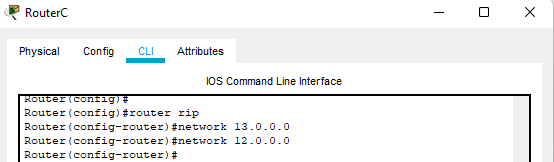 RouterC
Physical Config CLI Attributes
IOS Command Line Interface
Router(config)#
Router(config)#router rip
Router(config-router)#network 13.0.0.0
Router(config-router)#network 12.0.0.0
Router(config-router)#